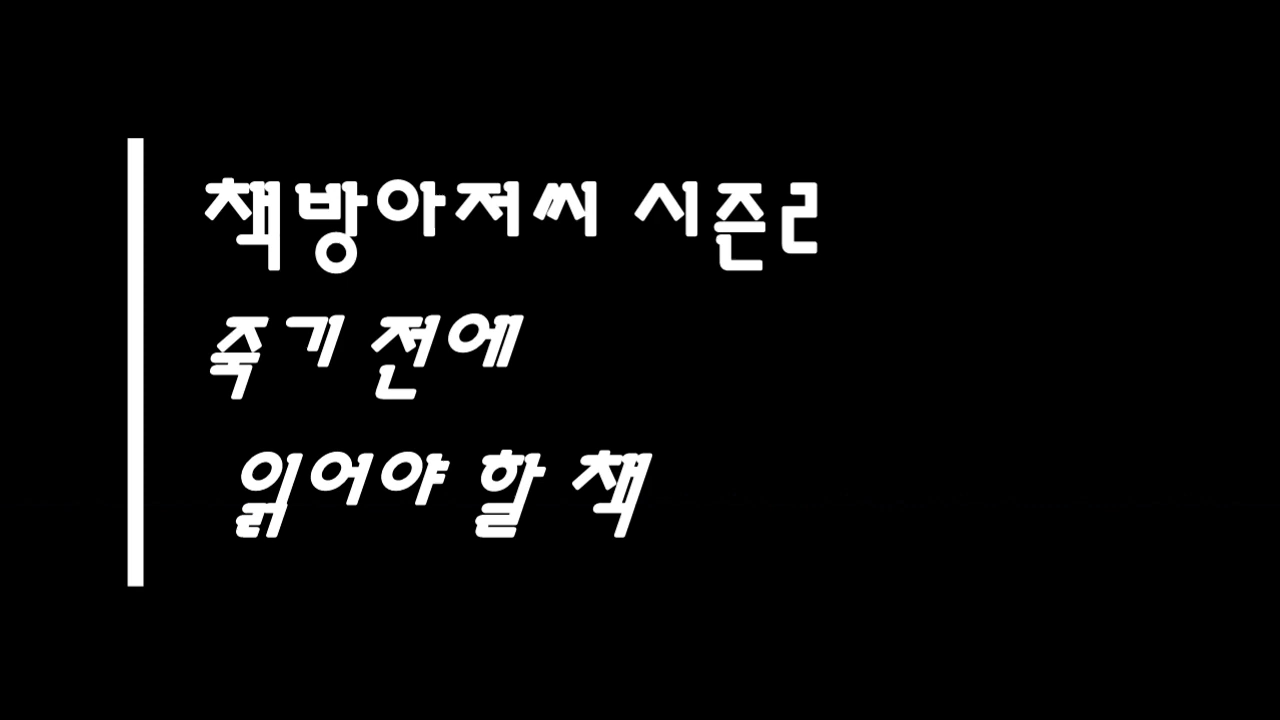 책방아저씨 시즌2
죽기 전에
읽어야 할 책